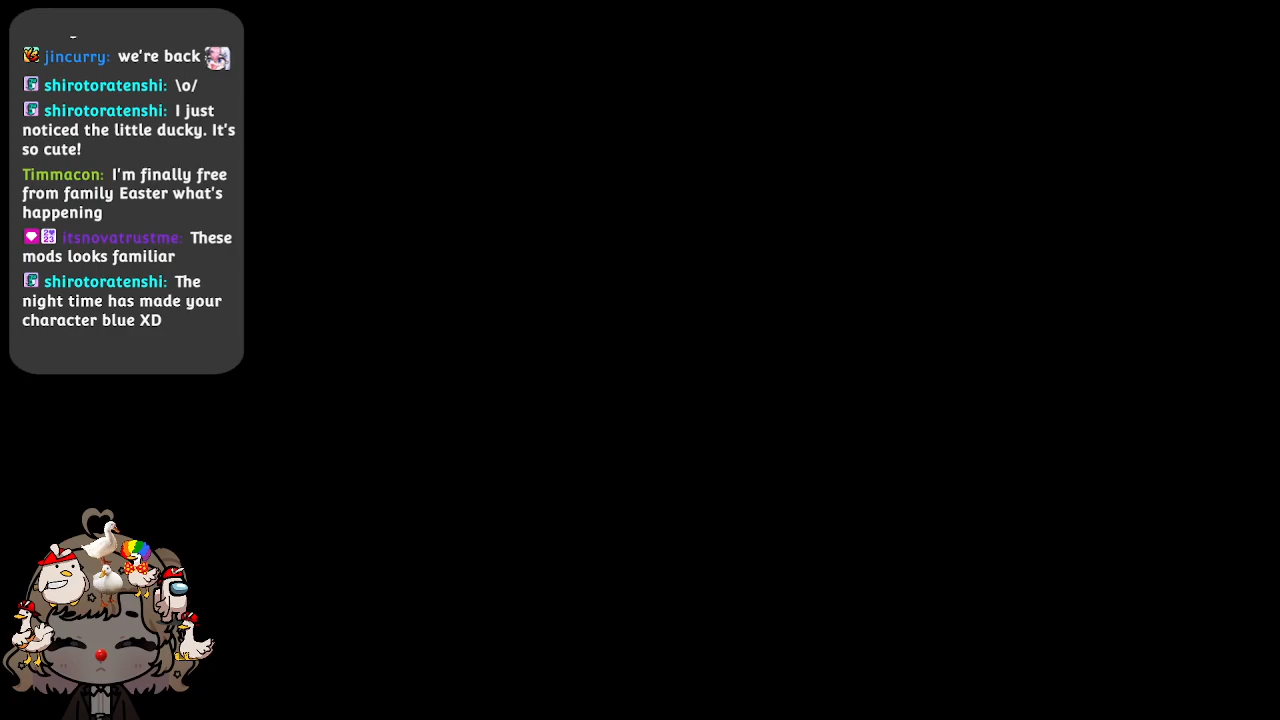 jincurry: we're back
shirotoratenshi: \o/
shirotoratenshi: I just
noticed the little ducky. It's
so cute!
Timmacon: I'm finally free
from family Easter what's
happening
itsnovatrustme: These
mods looks familiar
shirotoratenshi: The
night time has made your
character blue XD